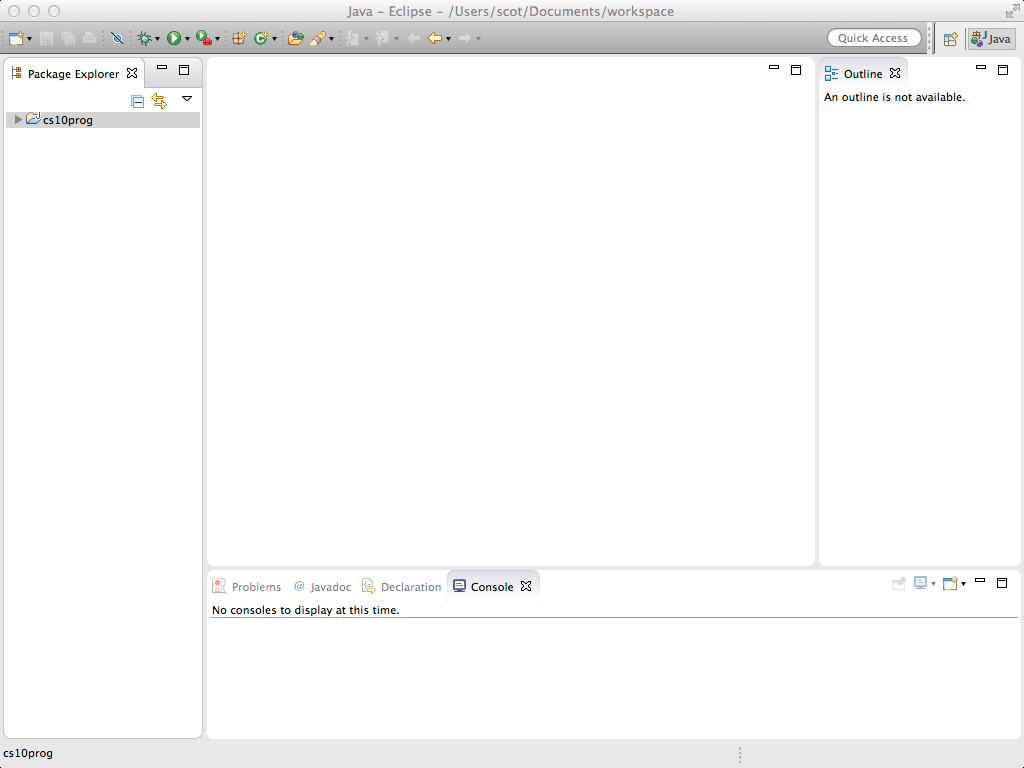 Java – Eclipse – /Users/scot/Documents/workspace
Quick Access
Java
Package Explorer
Outline
An outline is not available.
cs10prog
Problems @ Javadoc Declaration Console
No consoles to display at this time.
cs10prog